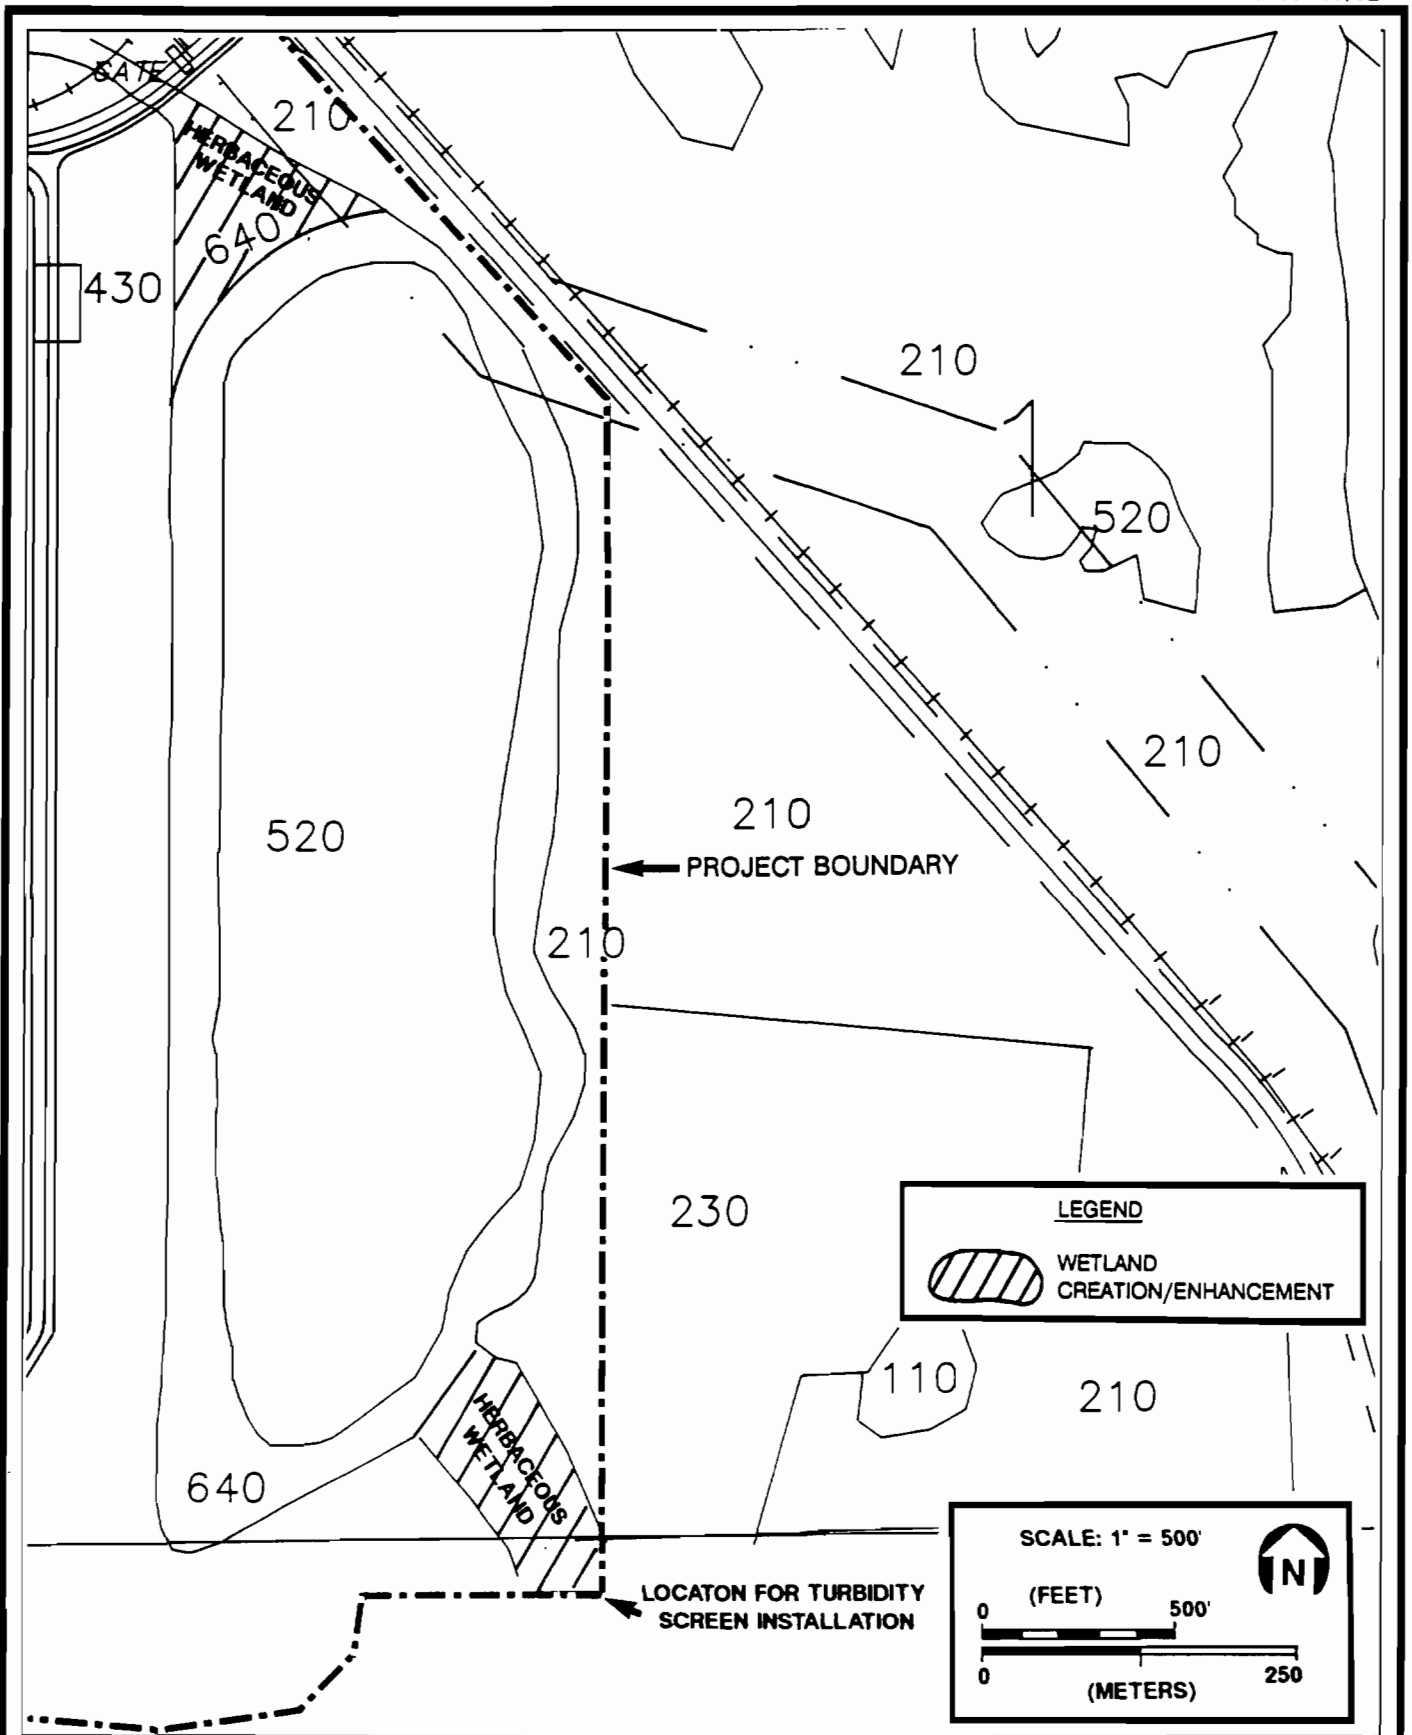 GATE
210
HERBACEOUS
WETLAND
640
430
210
520
210
210
520
PROJECT BOUNDARY
210
230
LEGEND
WETLAND
CREATION/ENHANCEMENT
110
210
HERBACEOUS
WETLAND
640
SCALE: 1" = 500'
N
(FEET)
0 500'
0 250
(METERS)
LOCATON FOR TURBIDITY
SCREEN INSTALLATION